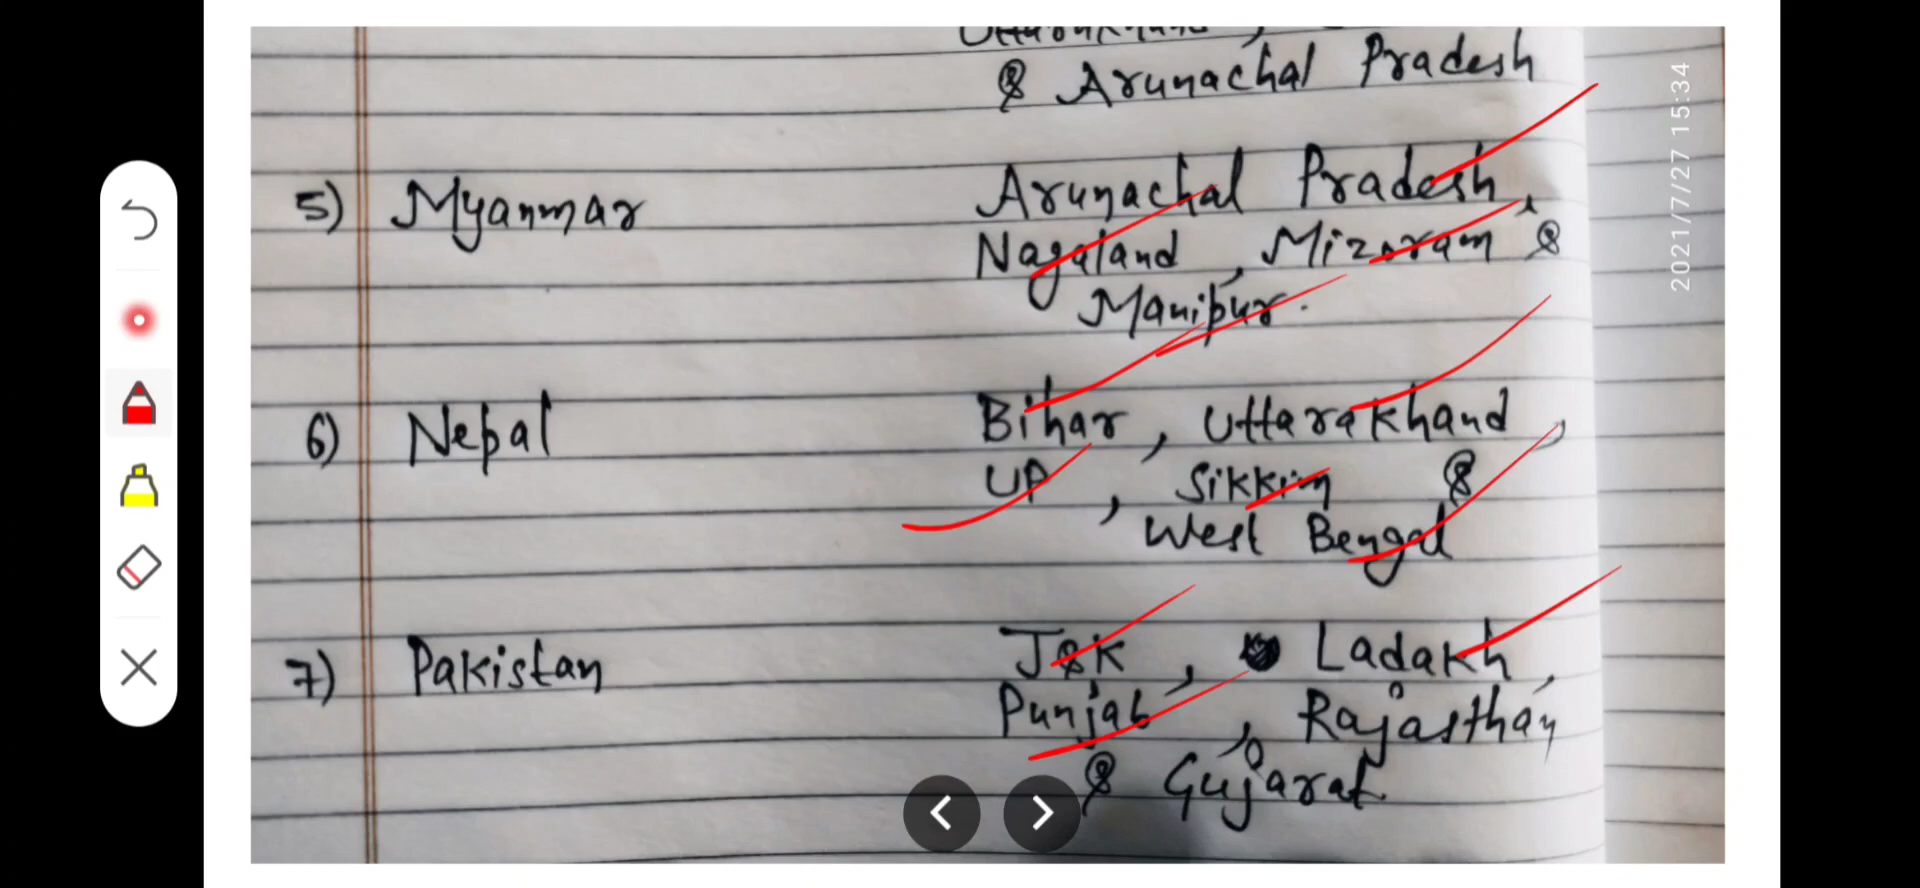 & Arunachal Pradesh
5) Myanmar Arunachal Pradesh,
Nagaland, Mizoram &
Manipur.
6) Nepal Bihar, Uttarakhand,
UP, Sikkim &
West Bengal
7) Pakistan J&K, Ladakh,
Punjab, Rajasthan
& Gujarat
2021/7/27 15:34